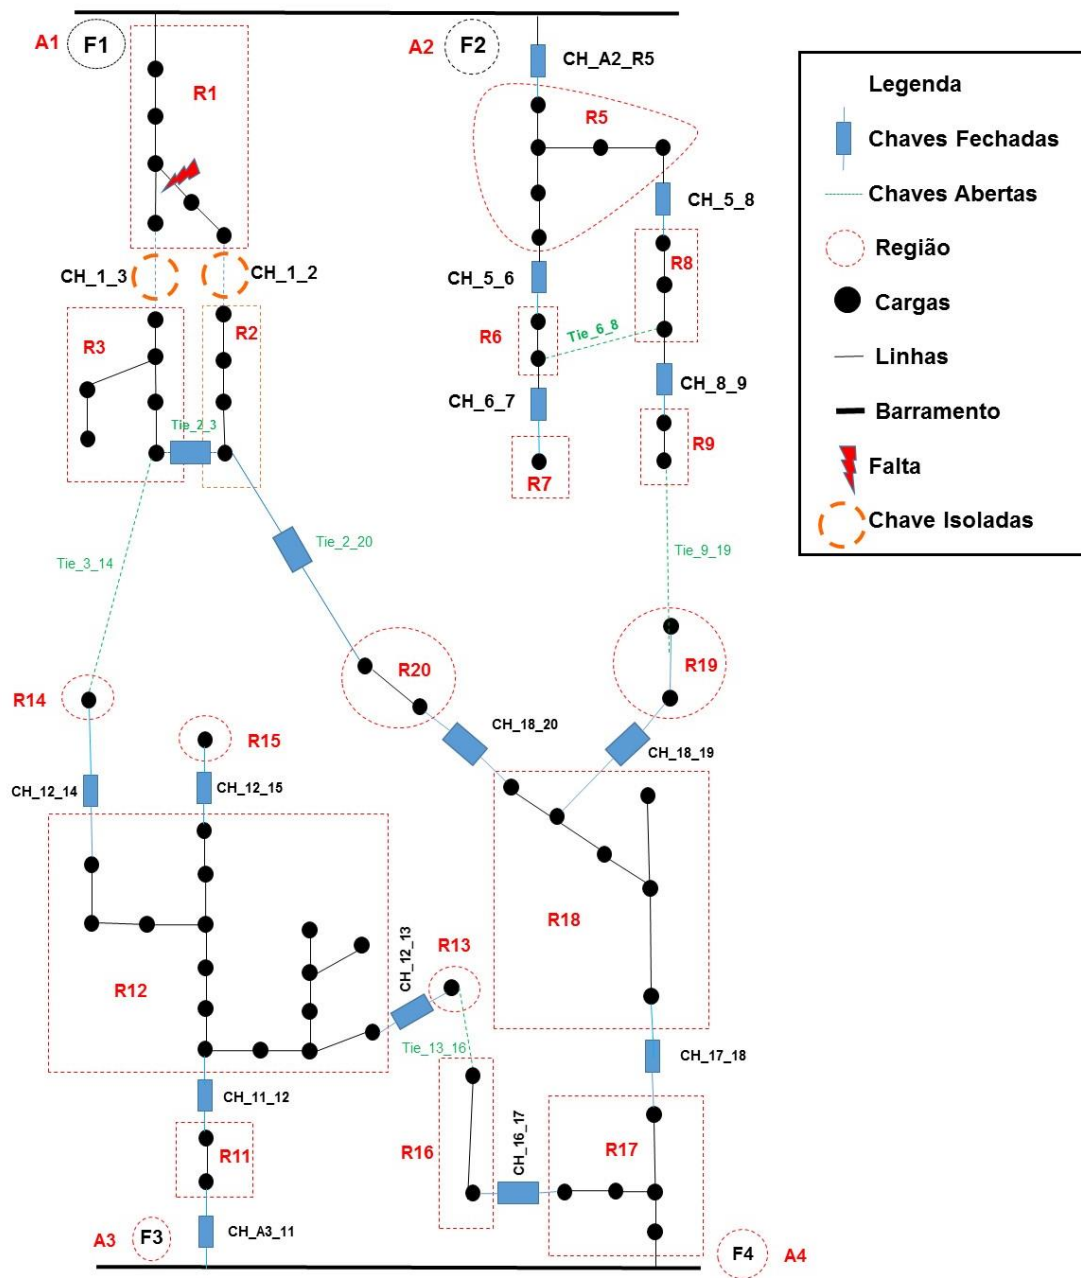 A1
F1
R1
CH_1_3
CH_1_2
R3
R2
Tie_2_3
Tie_3_14
Tie_2_20
A2
F2
CH_A2_R5
R5
CH_5_8
CH_5_6
R8
R6
Tie_6_8
CH_6_7
CH_8_9
R7
R9
Tie_9_19
R14
R20
R19
R15
CH_18_20
CH_18_19
CH_12_14
CH_12_15
R12
CH_12_13
R13
R18
Tie_13_16
CH_17_18
CH_11_12
R11
R16
CH_16_17
R17
A3
F3
CH_A3_11
F4
A4
Legenda
Chaves Fechadas
Chaves Abertas
Região
Cargas
Linhas
Barramento
Falta
Chave Isoladas